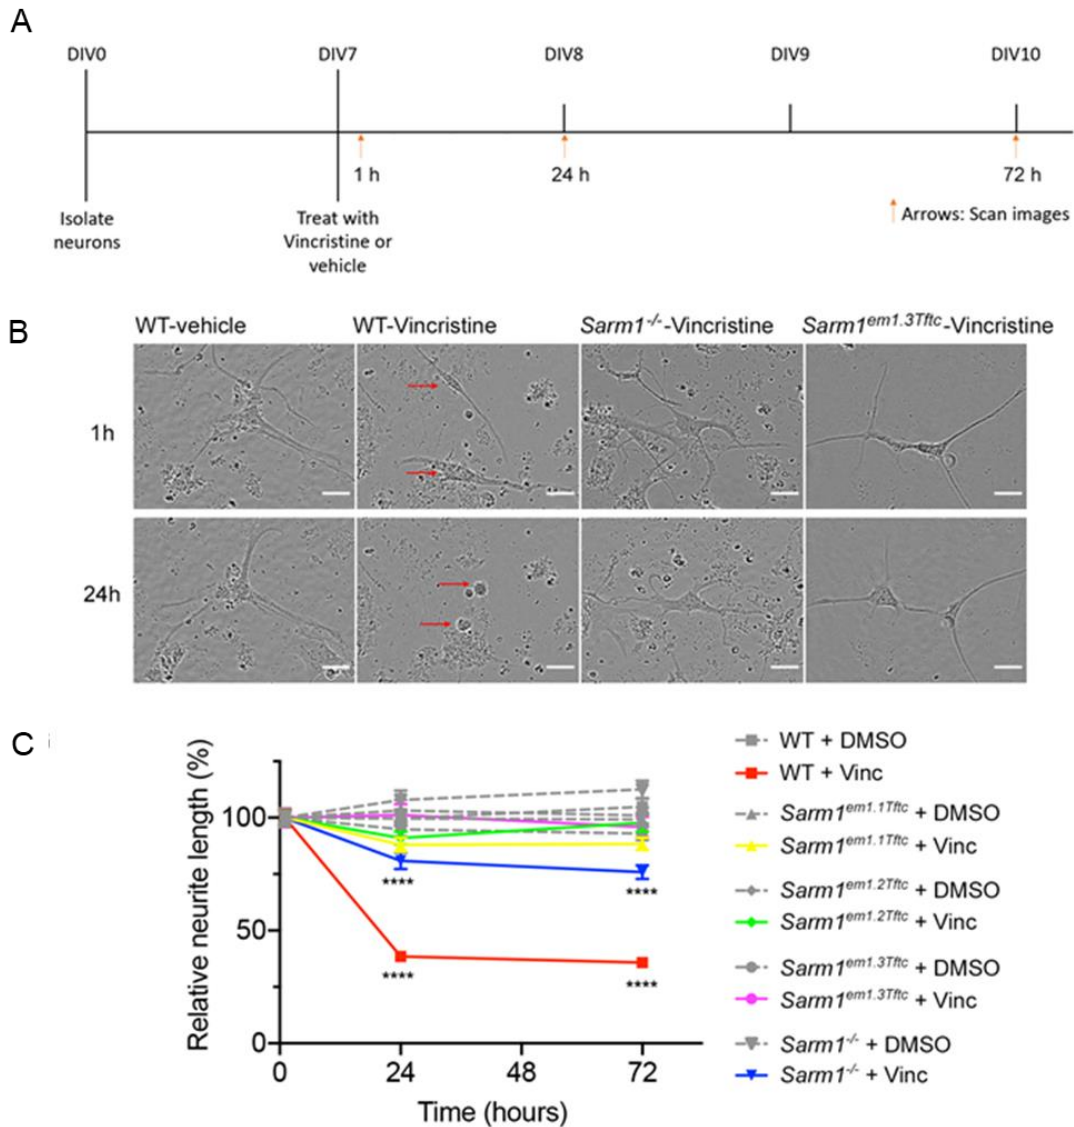 A
DIV0 DIV7 DIV8 DIV9 DIV10
1 h 24 h 72 h
Isolate
neurons
Treat with
Vincristine or
vehicle
Arrows: Scan images
B
WT-vehicle WT-Vincristine Sarm1-/--Vincristine Sarm1em1.3Tftc-Vincristine
1h
24h
C
Relative neurite length (%)
100
50
0
0 24 48 72
Time (hours)
**** ****
**** ****
WT + DMSO
WT + Vinc
Sarm1em1.1Tftc + DMSO
Sarm1em1.1Tftc + Vinc
Sarm1em1.2Tftc + DMSO
Sarm1em1.2Tftc + Vinc
Sarm1em1.3Tftc + DMSO
Sarm1em1.3Tftc + Vinc
Sarm1-/- + DMSO
Sarm1-/- + Vinc